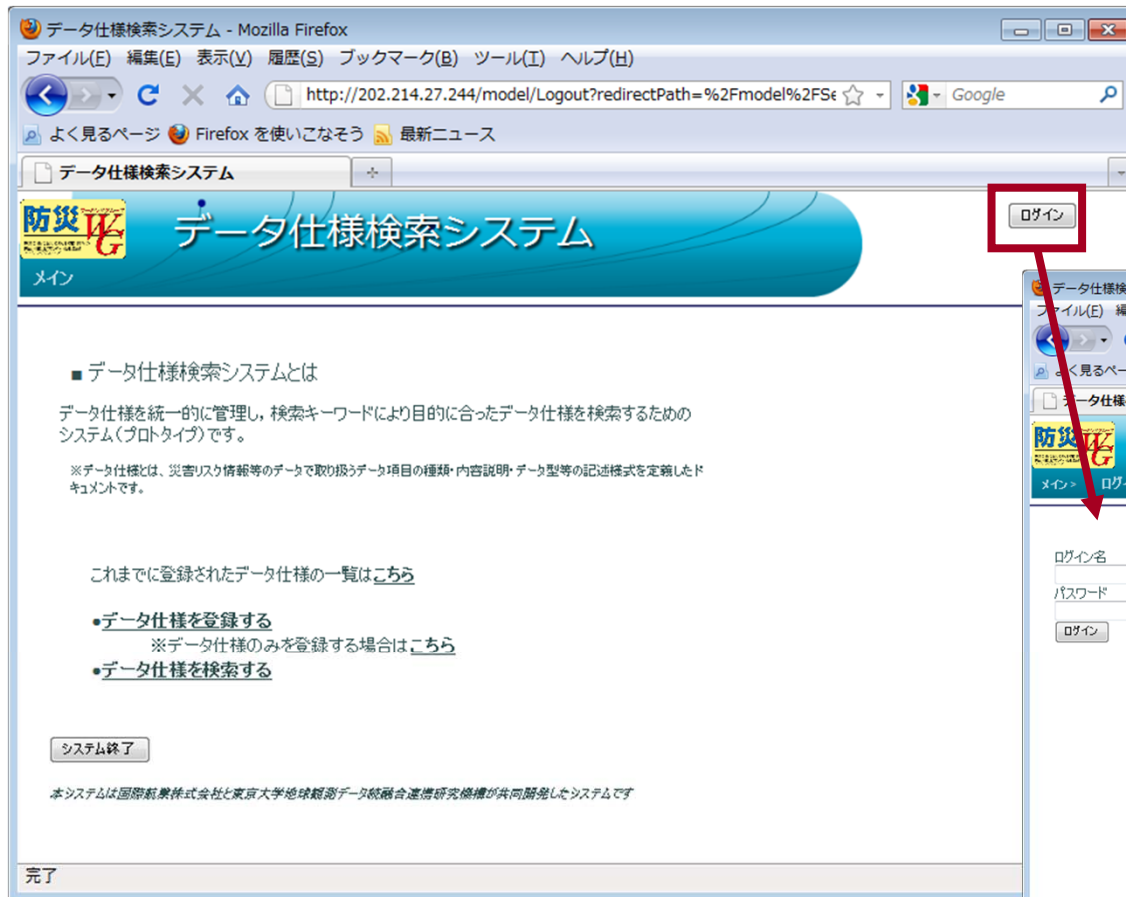 データ仕様検索システム - Mozilla Firefox
ファイル(F) 編集(E) 表示(V) 履歴(S) ブックマーク(B) ツール(T) ヘルプ(H)
http://202.214.27.244/model/Logout?redirectPath=%2Fmodel%2FSe
Google
よく見るページ Firefox を使いこなそう 最新ニュース
データ仕様検索システム
防災WG
データ仕様検索システム
ログイン
メイン
■データ仕様検索システムとは
データ仕様を統一的に管理し，検索キーワードにより目的に合ったデータ仕様を検索するための
システム（プロトタイプ）です。
※データ仕様とは、災害リスク情報等のデータで取り扱うデータ項目の種類・内容説明・データ型等の記述様式を定義したド
キュメントです。
これまでに登録されたデータ仕様の一覧はこちら
●データ仕様を登録する
※データ仕様のみを登録する場合はこちら
●データ仕様を検索する
システム終了
本システムは国際航業株式会社と東京大学地球観測データ統融合連携研究機構が共同開発したシステムです
完了
データ仕様検
ファイル(F) 編
よく見るペー
データ仕様
防災WG
メイン> ログ
ログイン名
パスワード
ログイン